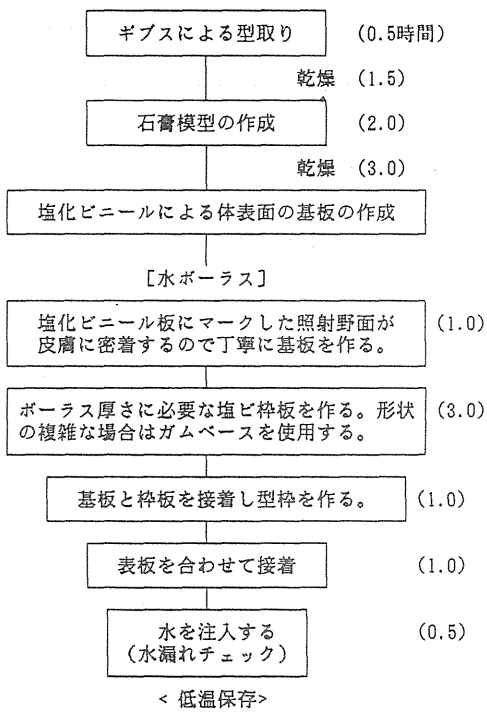 ギブスによる型取り (0.5時間)
乾燥 (1.5)
石膏模型の作成 (2.0)
乾燥 (3.0)
塩化ビニールによる体表面の基板の作成
[水ボーラス]
塩化ビニール板にマークした照射野面が (1.0)
皮膚に密着するので丁寧に基板を作る。
ボーラス厚さに必要な塩ビ枠板を作る。形状 (3.0)
の複雑な場合はガムベースを使用する。
基板と枠板を接着し型枠を作る。 (1.0)
表板を合わせて接着 (1.0)
水を注入する (0.5)
(水漏れチェック)
< 低温保存>